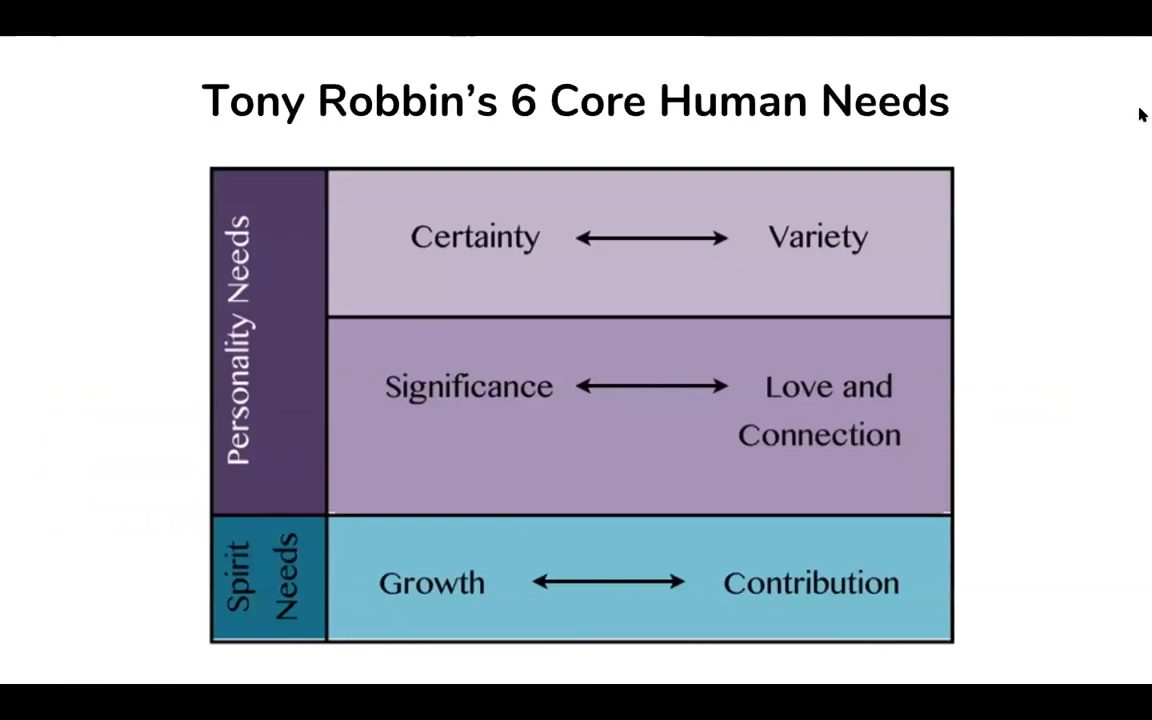 Tony Robbin’s 6 Core Human Needs
Personality Needs
Certainty
Variety
Significance
Love and
Connection
Spirit
Needs
Growth
Contribution